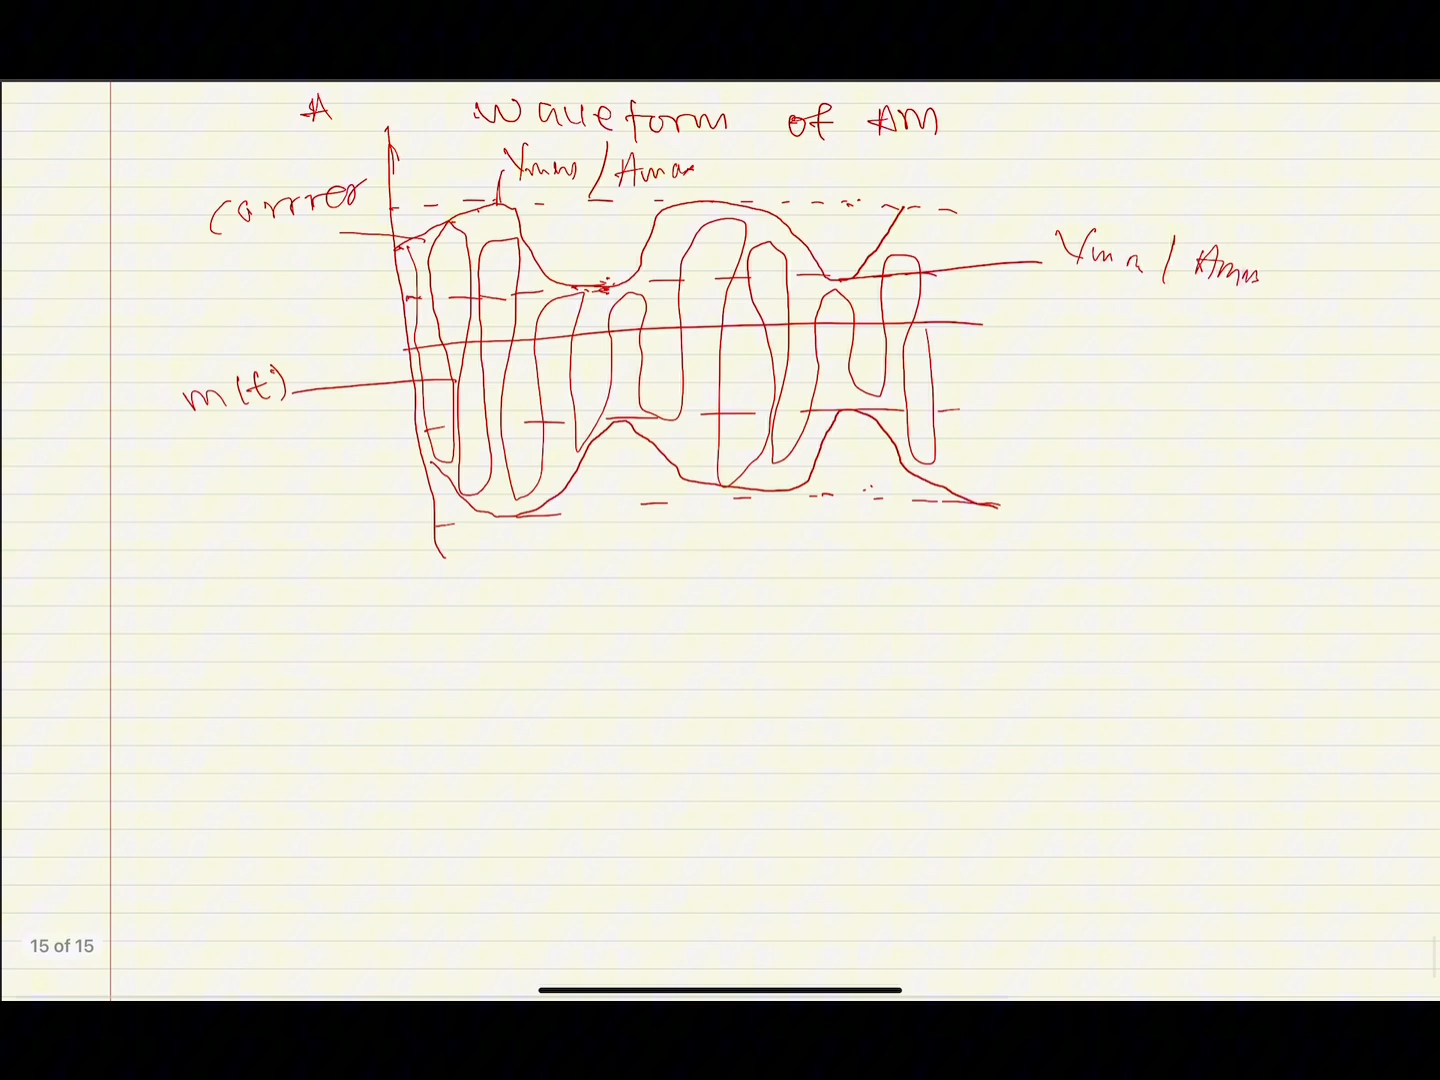 A Waveform of AM
Vmax / Amax
Carrier
Vmin / Amin
m(t)
15 of 15